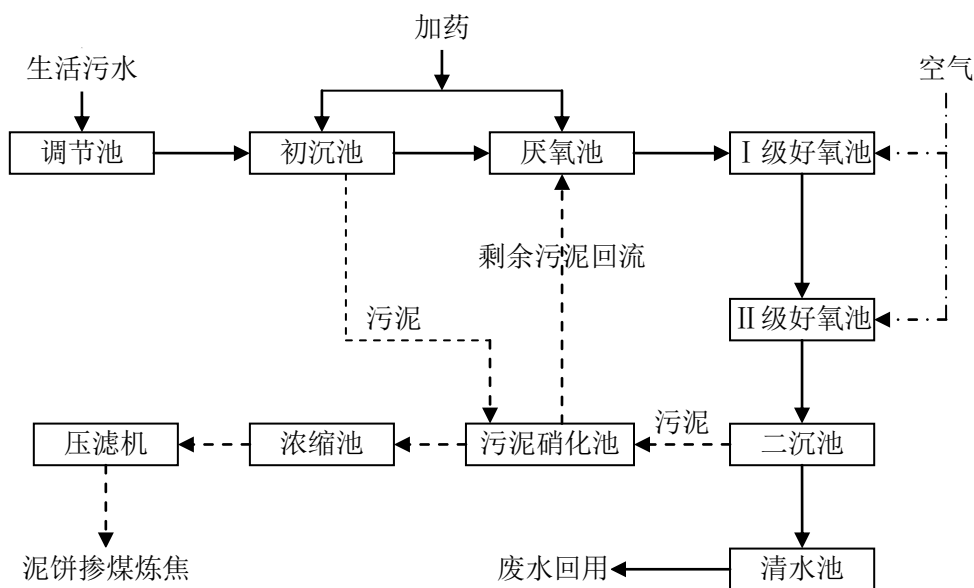 加药
生活污水
空气
调节池
初沉池
厌氧池
Ⅰ级好氧池
剩余污泥回流
污泥
Ⅱ级好氧池
压滤机
浓缩池
污泥硝化池
污泥
二沉池
泥饼掺煤炼焦
废水回用
清水池